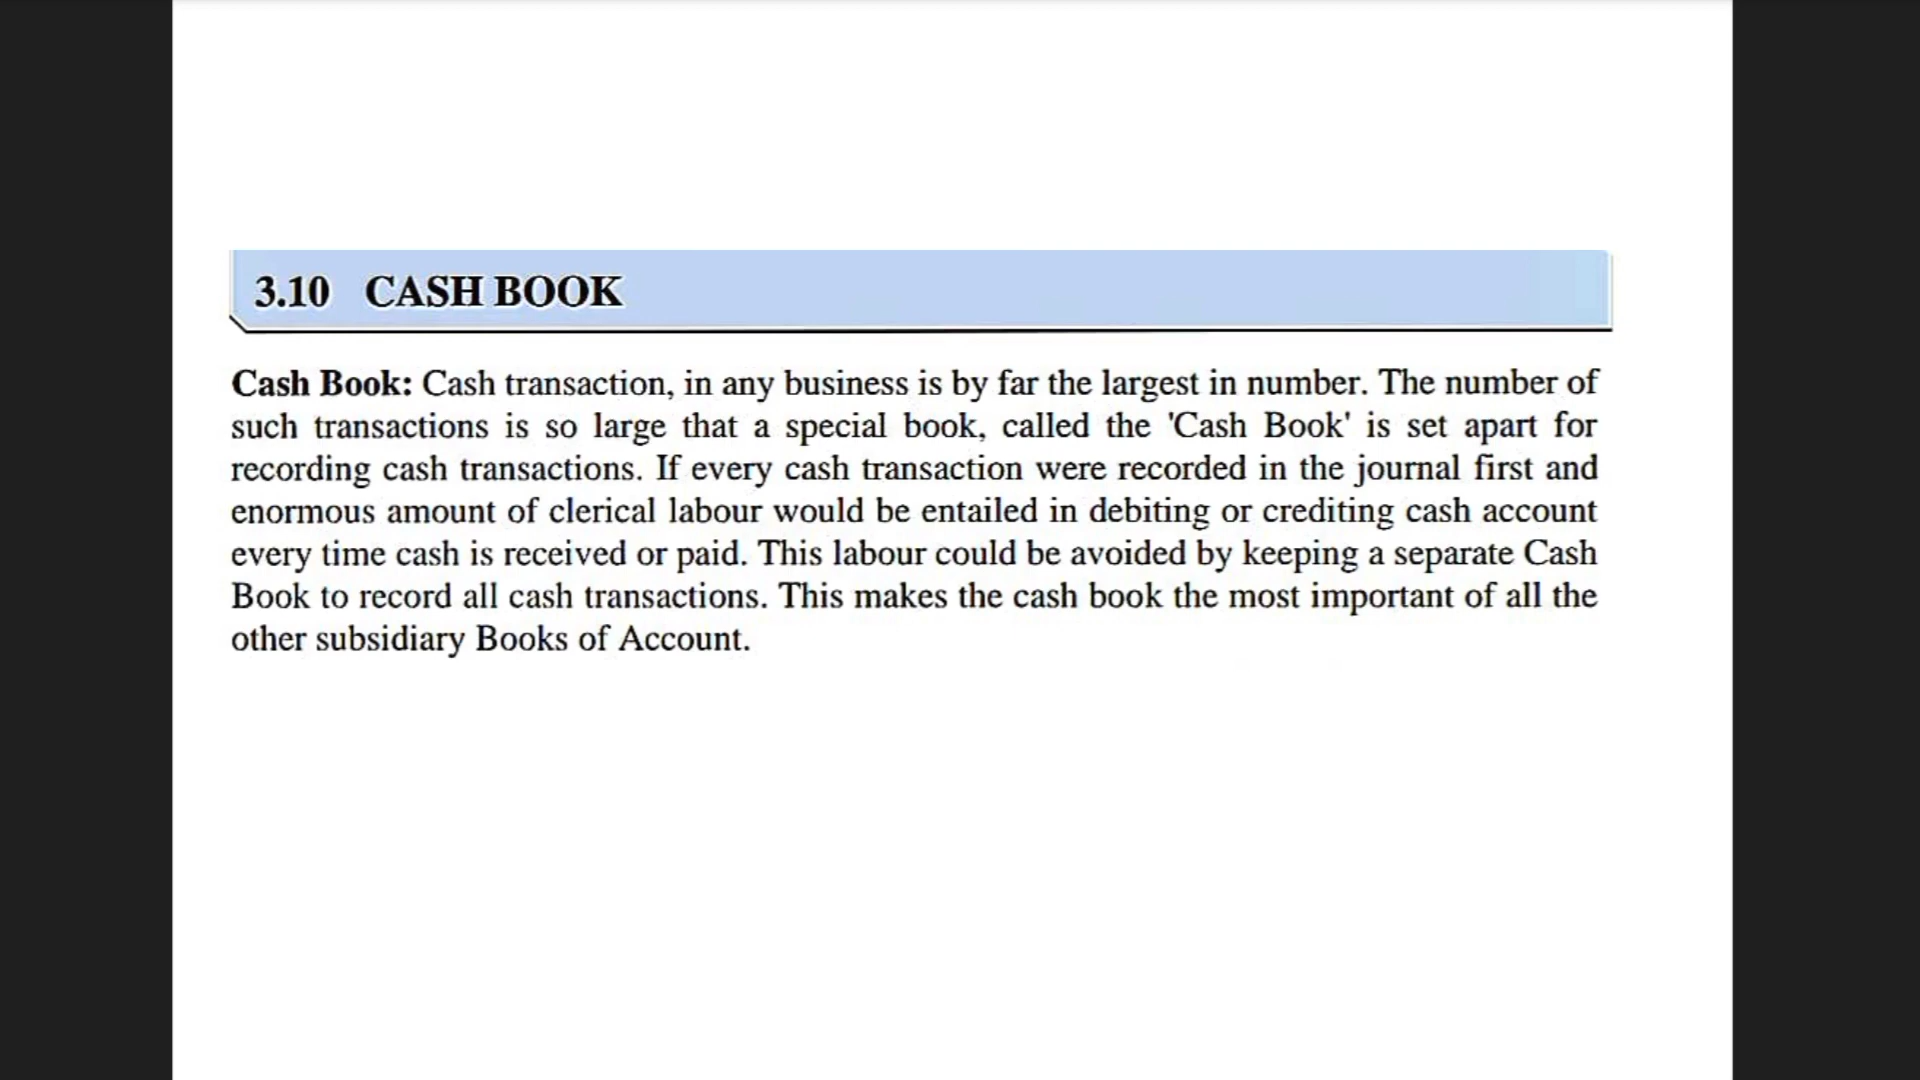 3.10 CASH BOOK
Cash Book: Cash transaction, in any business is by far the largest in number. The number of
such transactions is so large that a special book, called the 'Cash Book' is set apart for
recording cash transactions. If every cash transaction were recorded in the journal first and
enormous amount of clerical labour would be entailed in debiting or crediting cash account
every time cash is received or paid. This labour could be avoided by keeping a separate Cash
Book to record all cash transactions. This makes the cash book the most important of all the
other subsidiary Books of Account.